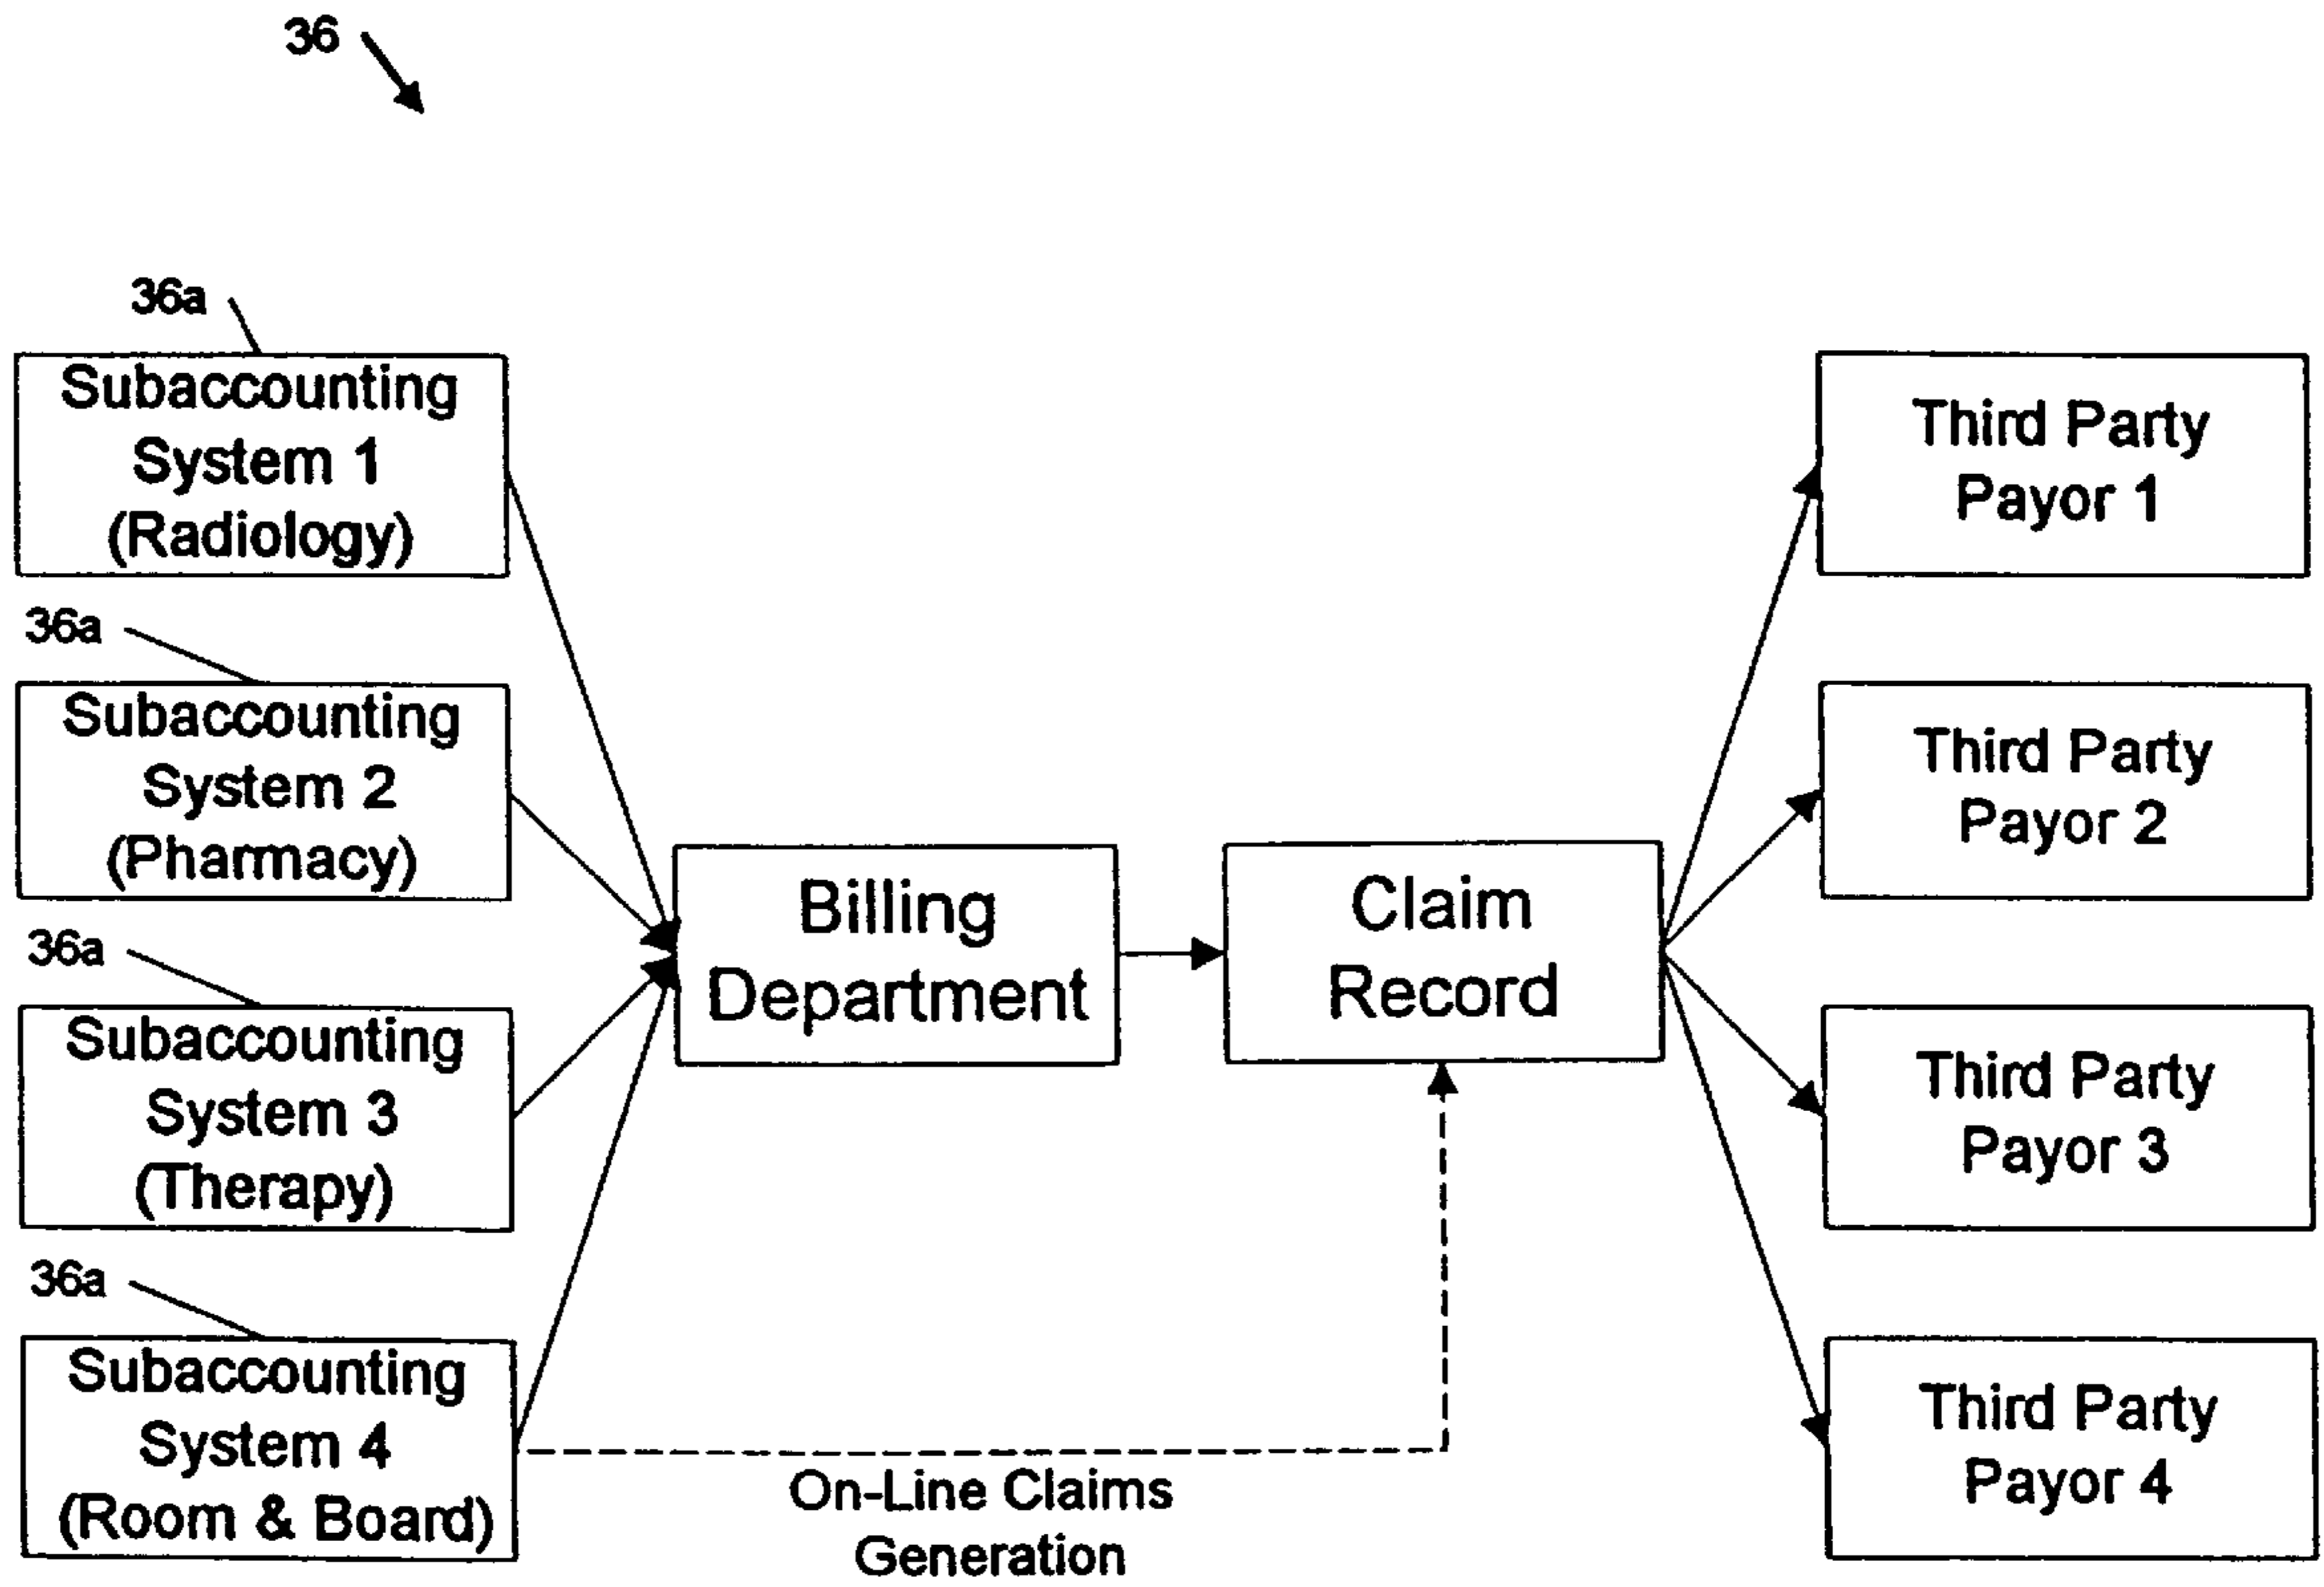 36
36a
Subaccounting
System 1
(Radiology)
36a
Subaccounting
System 2
(Pharmacy)
36a
Subaccounting
System 3
(Therapy)
36a
Subaccounting
System 4
(Room & Board)
Billing
Department
Claim
Record
On-Line Claims
Generation
Third Party
Payor 1
Third Party
Payor 2
Third Party
Payor 3
Third Party
Payor 4